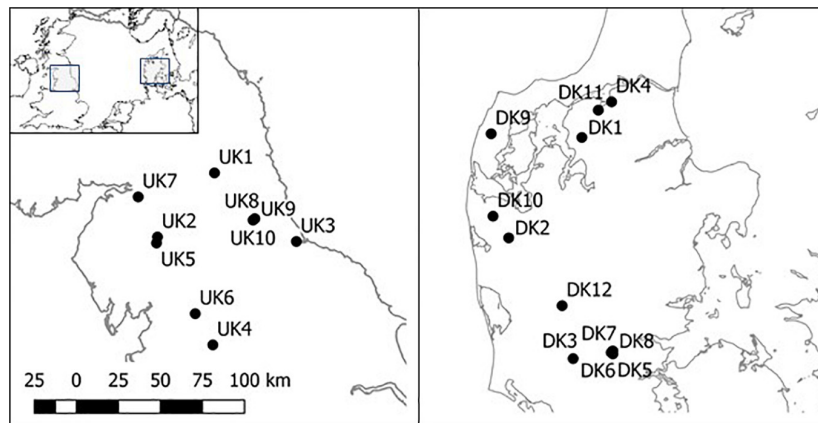 UK1
UK7
UK8
UK9
UK2
UK10
UK3
UK5
UK6
UK4
25 0 25 50 75 100 km
DK4
DK11
DK9
DK1
DK10
DK2
DK12
DK7
DK3
DK8
DK6
DK5